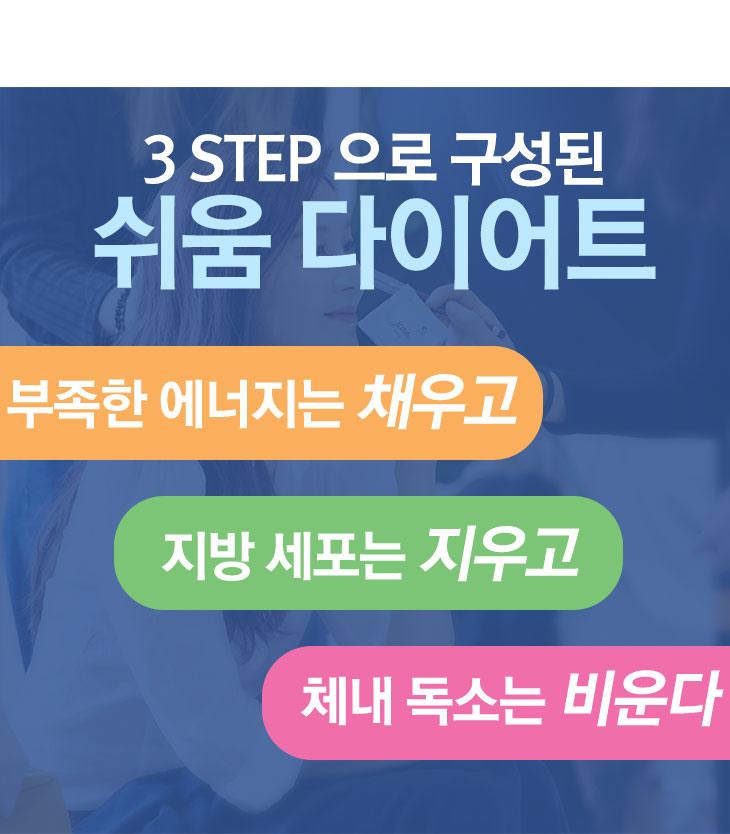 3 STEP 으로 구성된
쉬움 다이어트
부족한 에너지는 채우고
지방 세포는 지우고
체내 독소는 비운다